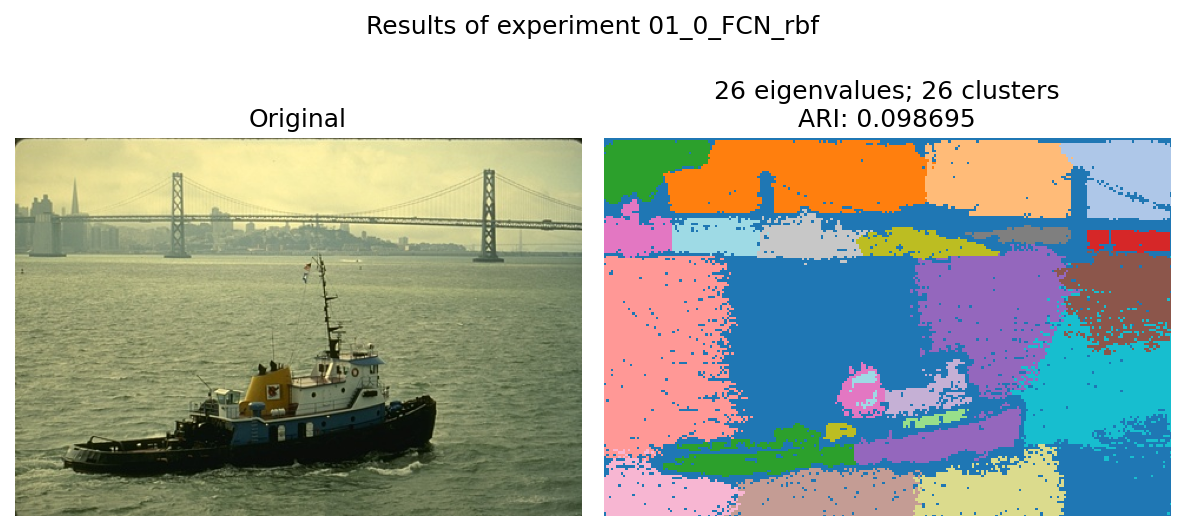 Results of experiment 01_0_FCN_rbf
Original
26 eigenvalues; 26 clusters
ARI: 0.098695